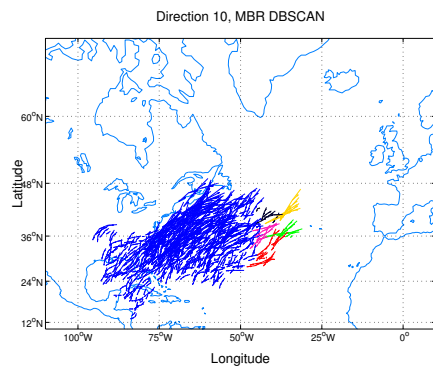 Direction 10, MBR DBSCAN
60°N
48°N
36°N
24°N
12°N
Latitude
100°W
75°W
50°W
25°W
0°
Longitude